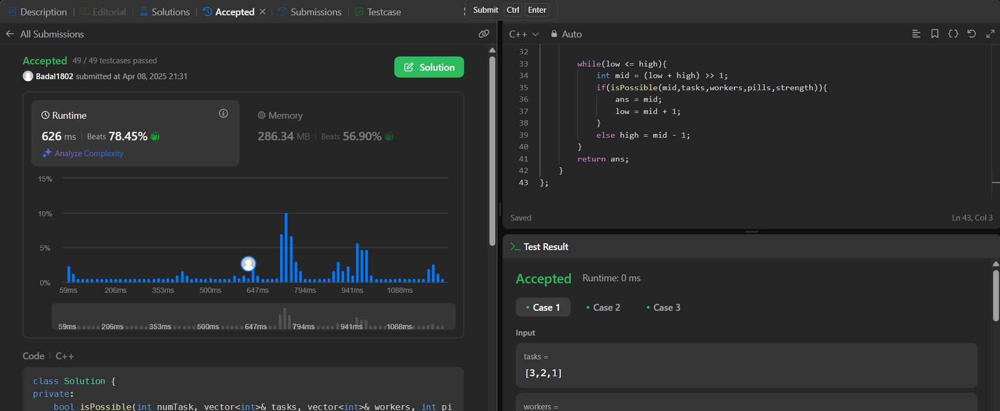 Description
Editorial
Solutions
Accepted
Submissions
Testcase
Submit Ctrl Enter
All Submissions
Accepted 49 / 49 testcases passed
Badal1802 submitted at Apr 08, 2025 21:31
Solution
Runtime
626 ms Beats 78.45%
Analyze Complexity
Memory
286.34 MB Beats 56.90%
15%
10%
5%
0%
59ms 206ms 353ms 500ms 647ms 794ms 941ms 1088ms
59ms 206ms 353ms 500ms 647ms 794ms 941ms 1088ms
Code C++
class Solution {
private:
bool isPossible(int numTask, vector<int>& tasks, vector<int>& workers, int pil
C++ Auto
32
33 while(low <= high){
34 int mid = (low + high) >> 1;
35 if(isPossible(mid,tasks,workers,pills,strength)){
36 ans = mid;
37 low = mid + 1;
38 }
39 else high = mid - 1;
40 }
41 return ans;
42 }
43 };
Saved
Ln 43, Col 3
Test Result
Accepted Runtime: 0 ms
Case 1 Case 2 Case 3
Input
tasks =
[3,2,1]
workers =